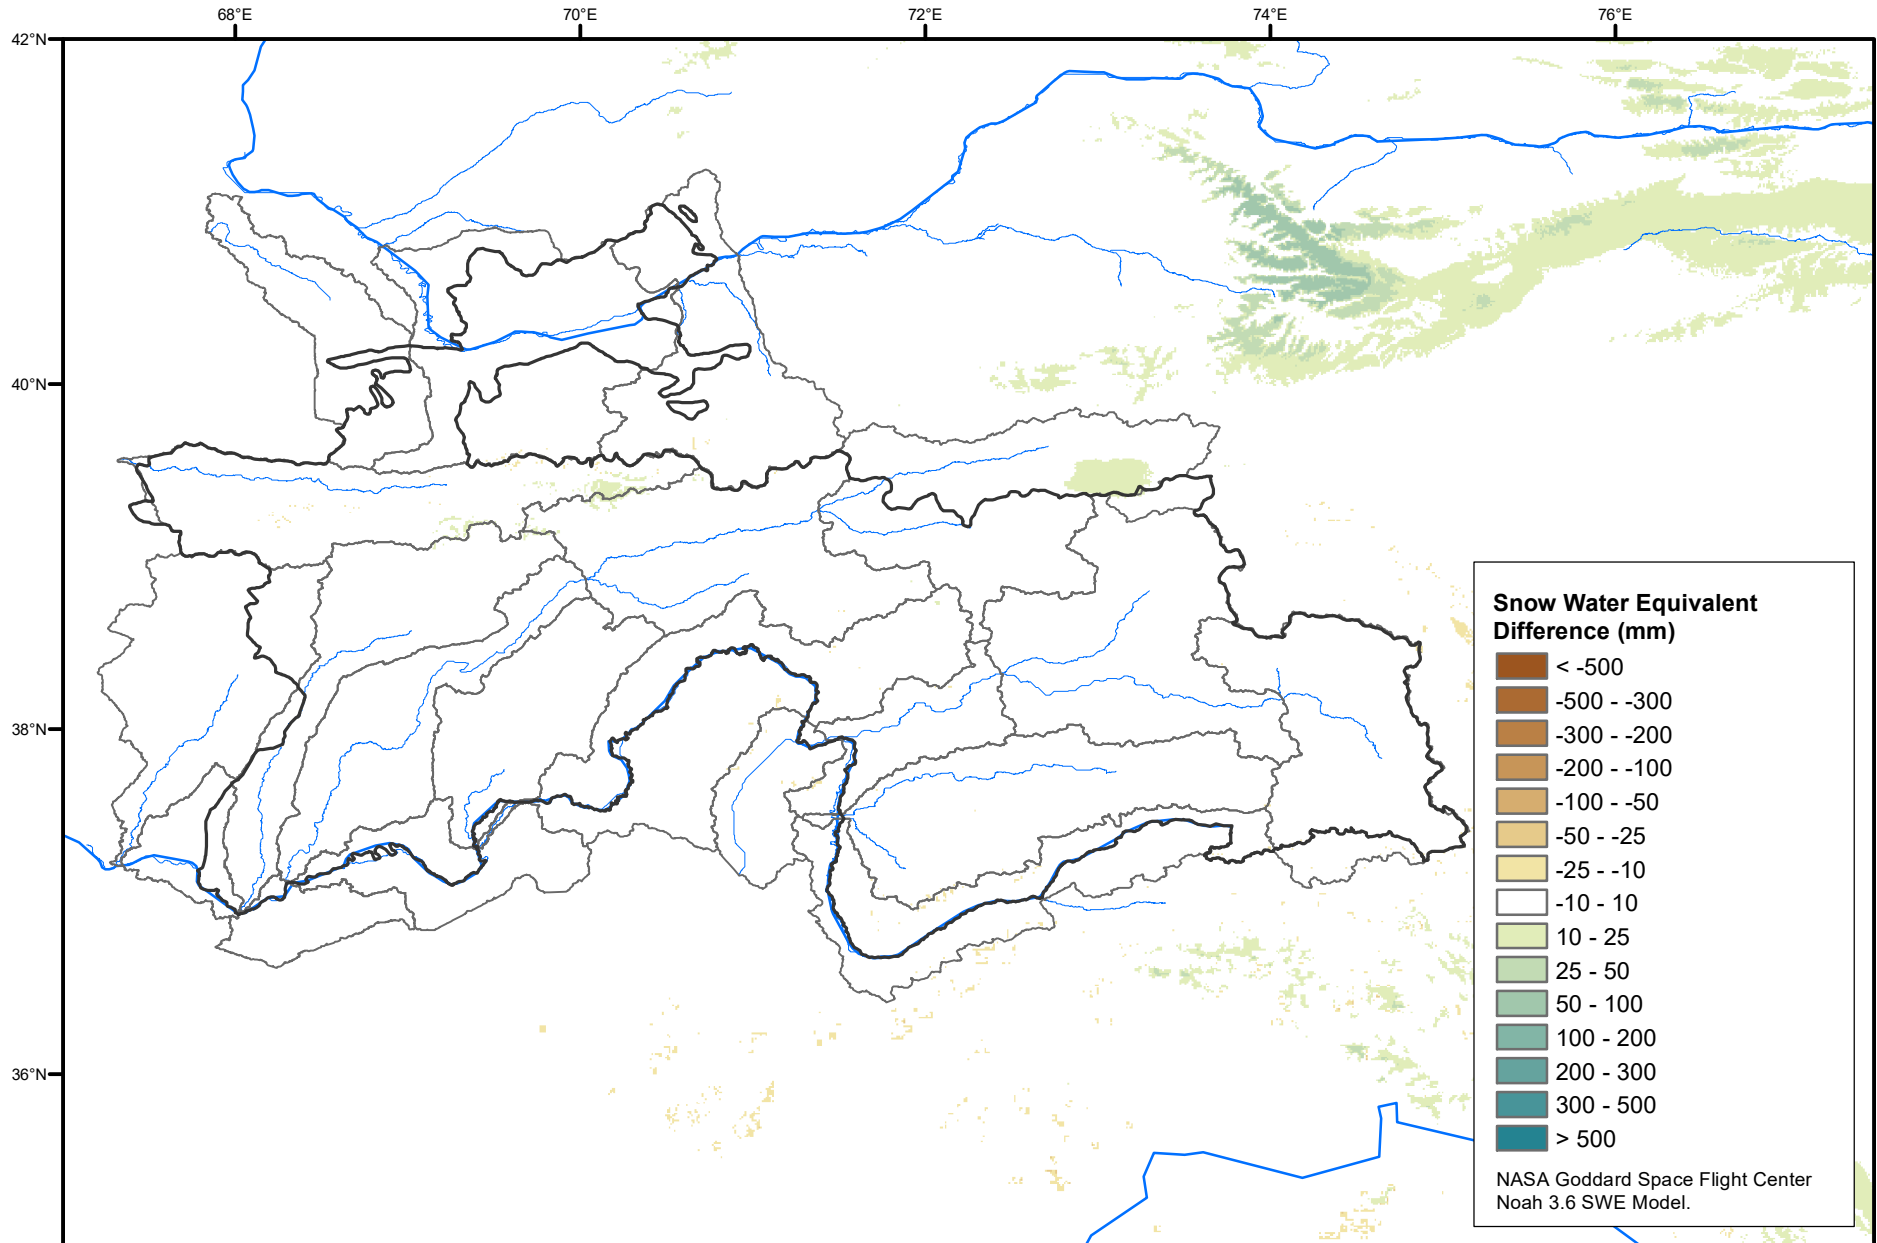 68°E 70°E 72°E 74°E 76°E
42°N
40°N
38°N
36°N
Snow Water Equivalent
Difference (mm)
< -500
-500 - -300
-300 - -200
-200 - -100
-100 - -50
-50 - -25
-25 - -10
-10 - 10
10 - 25
25 - 50
50 - 100
100 - 200
200 - 300
300 - 500
> 500
NASA Goddard Space Flight Center
Noah 3.6 SWE Model.